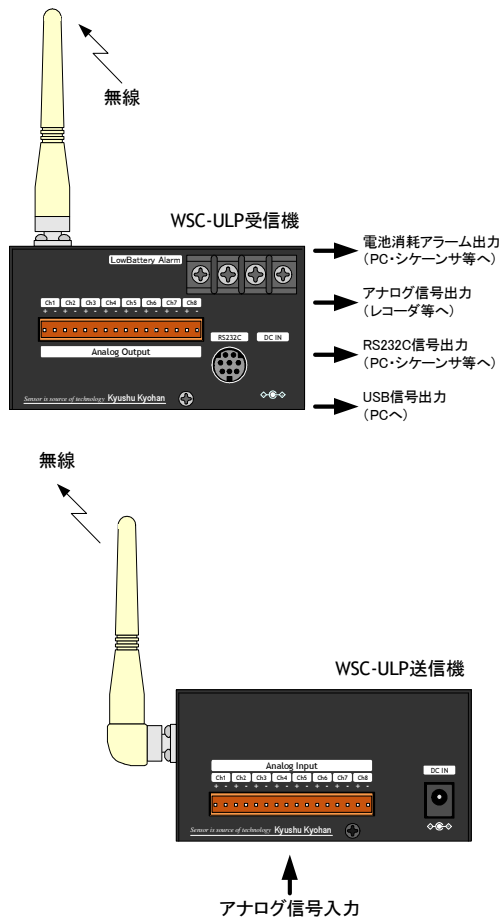 無線
WSC-ULP受信機
LowBattery Alarm
電池消耗アラーム出力
(PC・シケーンサ等へ)
Ch1 Ch2 Ch3 Ch4 Ch5 Ch6 Ch7 Ch8
+ - + - + - + - + - + - + - + -
アナログ信号出力
(レコーダ等へ)
Analog Output
RS232C
DC IN
RS232C信号出力
(PC・シケーンサ等へ)
Sensor is source of technology Kyushu Kyohan
USB信号出力
(PCへ)
無線
WSC-ULP送信機
Analog Input
Ch1 Ch2 Ch3 Ch4 Ch5 Ch6 Ch7 Ch8
+ - + - + - + - + - + - + - + -
DC IN
Sensor is source of technology Kyushu Kyohan
アナログ信号入力